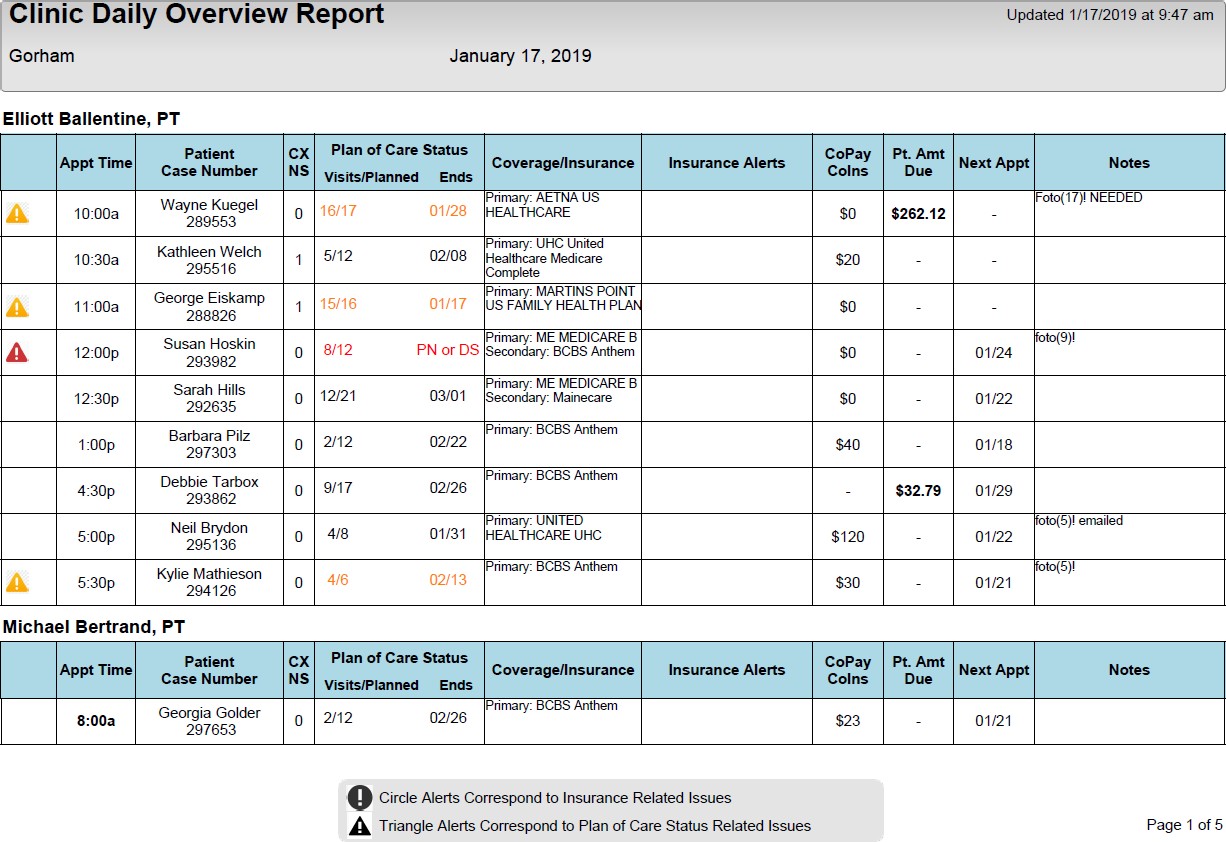 Clinic Daily Overview Report
Updated 1/17/2019 at 9:47 am
Gorham January 17, 2019
Elliott Ballentine, PT
Appt Time Patient Case Number CX NS Plan of Care Status Visits/Planned Ends Coverage/Insurance Insurance Alerts CoPay CoIns Pt. Amt Due Next Appt Notes
10:00a Wayne Kuegel 289553 0 16/17 01/28 Primary: AETNA US HEALTHCARE $0 $262.12 - Foto(17)! NEEDED
10:30a Kathleen Welch 295516 1 5/12 02/08 Primary: UHC United Healthcare Medicare Complete $20 - -
11:00a George Eiskamp 288826 1 15/16 01/17 Primary: MARTINS POINT US FAMILY HEALTH PLAN $0 - -
12:00p Susan Hoskin 293982 0 8/12 PN or DS Primary: ME MEDICARE B Secondary: BCBS Anthem $0 - 01/24 foto(9)!
12:30p Sarah Hills 292635 0 12/21 03/01 Primary: ME MEDICARE B Secondary: Mainecare $0 - 01/22
1:00p Barbara Pilz 297303 0 2/12 02/22 Primary: BCBS Anthem $40 - 01/18
4:30p Debbie Tarbox 293862 0 9/17 02/26 Primary: BCBS Anthem - $32.79 01/29
5:00p Neil Brydon 295136 0 4/8 01/31 Primary: UNITED HEALTHCARE UHC $120 - 01/22 foto(5)! emailed
5:30p Kylie Mathieson 294126 0 4/6 02/13 Primary: BCBS Anthem $30 - 01/21 foto(5)!
Michael Bertrand, PT
Appt Time Patient Case Number CX NS Plan of Care Status Visits/Planned Ends Coverage/Insurance Insurance Alerts CoPay CoIns Pt. Amt Due Next Appt Notes
8:00a Georgia Golder 297653 0 2/12 02/26 Primary: BCBS Anthem $23 - 01/21
Circle Alerts Correspond to Insurance Related Issues
Triangle Alerts Correspond to Plan of Care Status Related Issues
Page 1 of 5